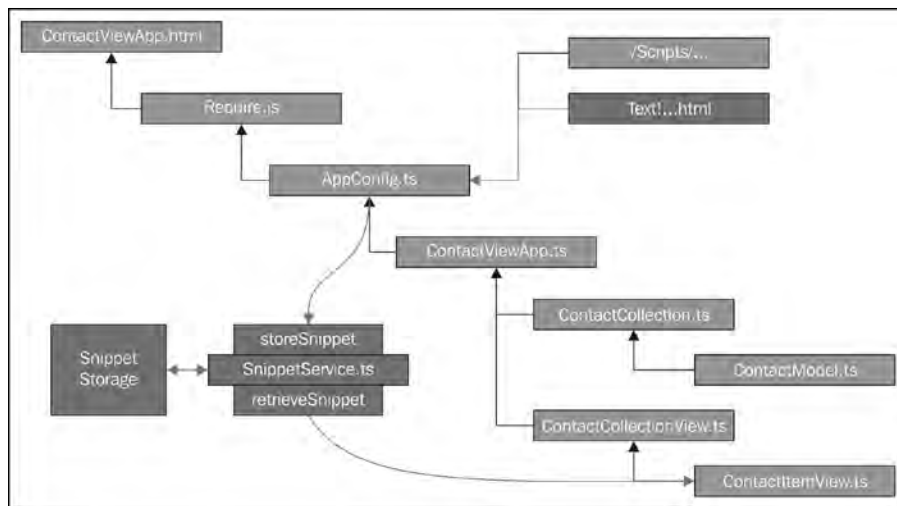 ContactViewApp.html
/Scripts/...
Require.js
Text!...html
AppConfig.ts
ContactViewApp.ts
ContactCollection.ts
storeSnippet
Snippet
Storage
SnippetService.ts
ContactModel.ts
retrieveSnippet
ContactCollectionView.ts
ContactItemView.ts